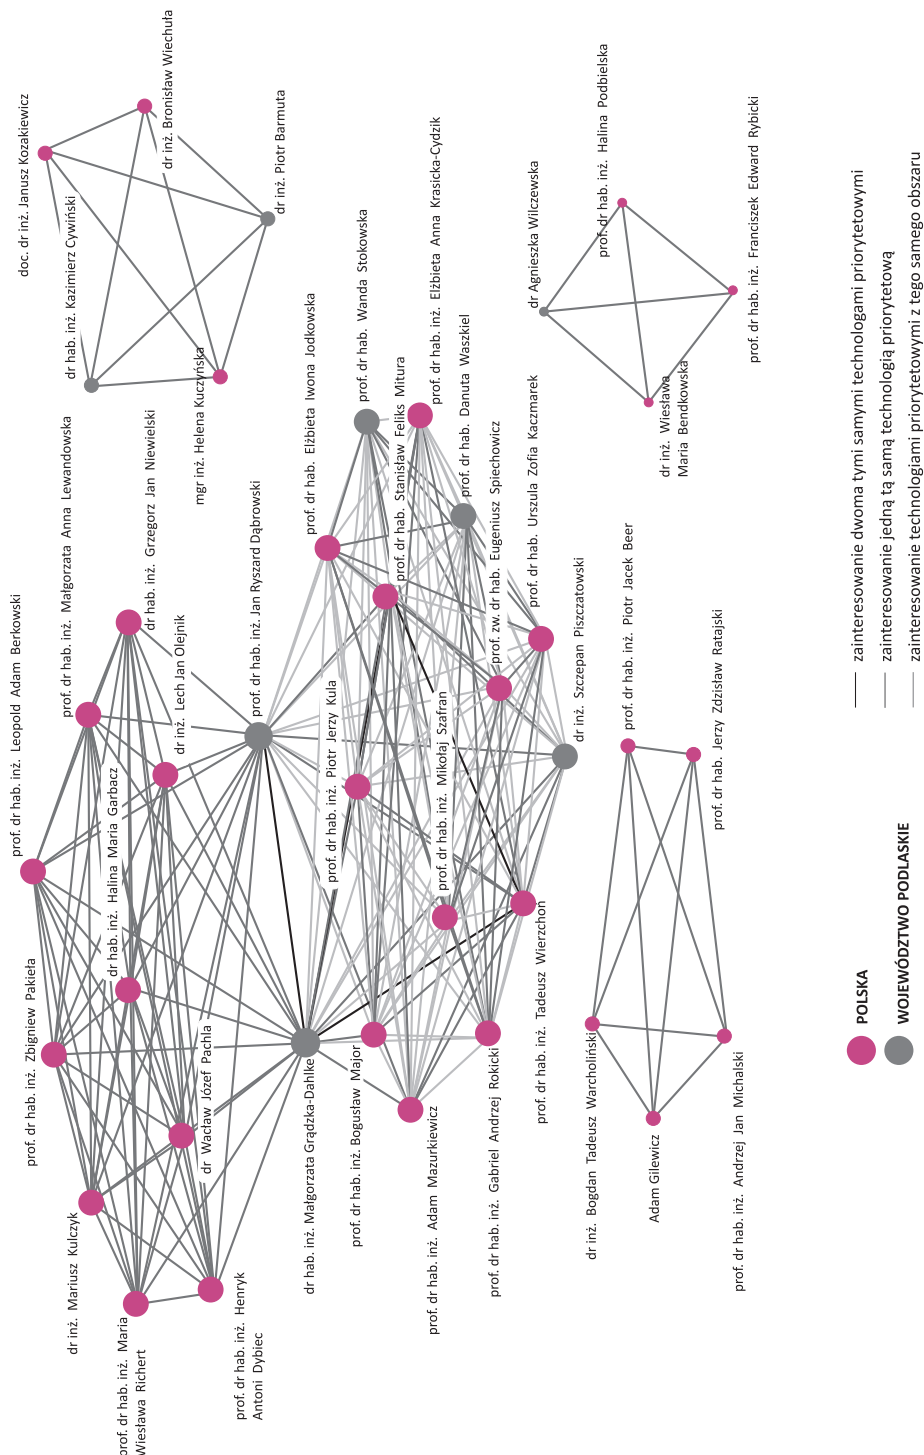 doc. dr inż. Janusz Kozakiewicz
dr inż. Bronisław Wiechuła
dr hab. inż. Kazimierz Cywiński
dr inż. Piotr Barmuta
mgr inż. Helena Kuczyńska
prof. dr hab. inż. Leopold Adam Berkowski
prof. dr hab. inż. Małgorzata Anna Lewandowska
dr hab. inż. Grzegorz Jan Niewielski
dr inż. Lech Jan Olejnik
prof. dr hab. inż. Jan Ryszard Dąbrowski
dr hab. inż. Halina Maria Garbacz
prof. dr hab. inż. Zbigniew Pakieła
dr Wacław Józef Pachla
dr inż. Mariusz Kulczyk
prof. dr hab. inż. Maria
Wiesława Richert
prof. dr hab. inż. Henryk
Antoni Dybiec
dr hab. inż. Małgorzata Grądzka-Dahlke
prof. dr hab. Elżbieta Iwona Jodkowska
prof. dr hab. Wanda Stokowska
prof. dr hab. Stanisław Feliks Mitura
prof. dr hab. inż. Elżbieta Anna Krasicka-Cydzik
prof. dr hab. Danuta Waszkiel
prof. zw. dr hab. Eugeniusz Spiechowicz
prof. dr hab. Urszula Zofia Kaczmarek
dr inż. Szczepan Piszczatowski
prof. dr hab. inż. Piotr Jerzy Kula
prof. dr hab. inż. Mikołaj Szafran
prof. dr hab. inż. Tadeusz Wierzchoń
prof. dr hab. inż. Bogusław Major
prof. dr hab. inż. Adam Mazurkiewicz
prof. dr hab. inż. Gabriel Andrzej Rokicki
dr Agnieszka Wilczewska
prof. dr hab. inż. Halina Podbielska
dr inż. Wiesława
Maria Bendkowska
prof. dr hab. inż. Franciszek Edward Rybicki
prof. dr hab. inż. Piotr Jacek Beer
prof. dr hab. Jerzy Zdzisław Ratajski
dr inż. Bogdan Tadeusz Warcholiński
Adam Gilewicz
prof. dr hab. inż. Andrzej Jan Michalski
POLSKA
WOJEWÓDZTWO PODLASKIE
zainteresowanie dwoma tymi samymi technologami priorytetowymi
zainteresowanie jedną tą samą technologią priorytetową
zainteresowanie technologiami priorytetowymi z tego samego obszaru